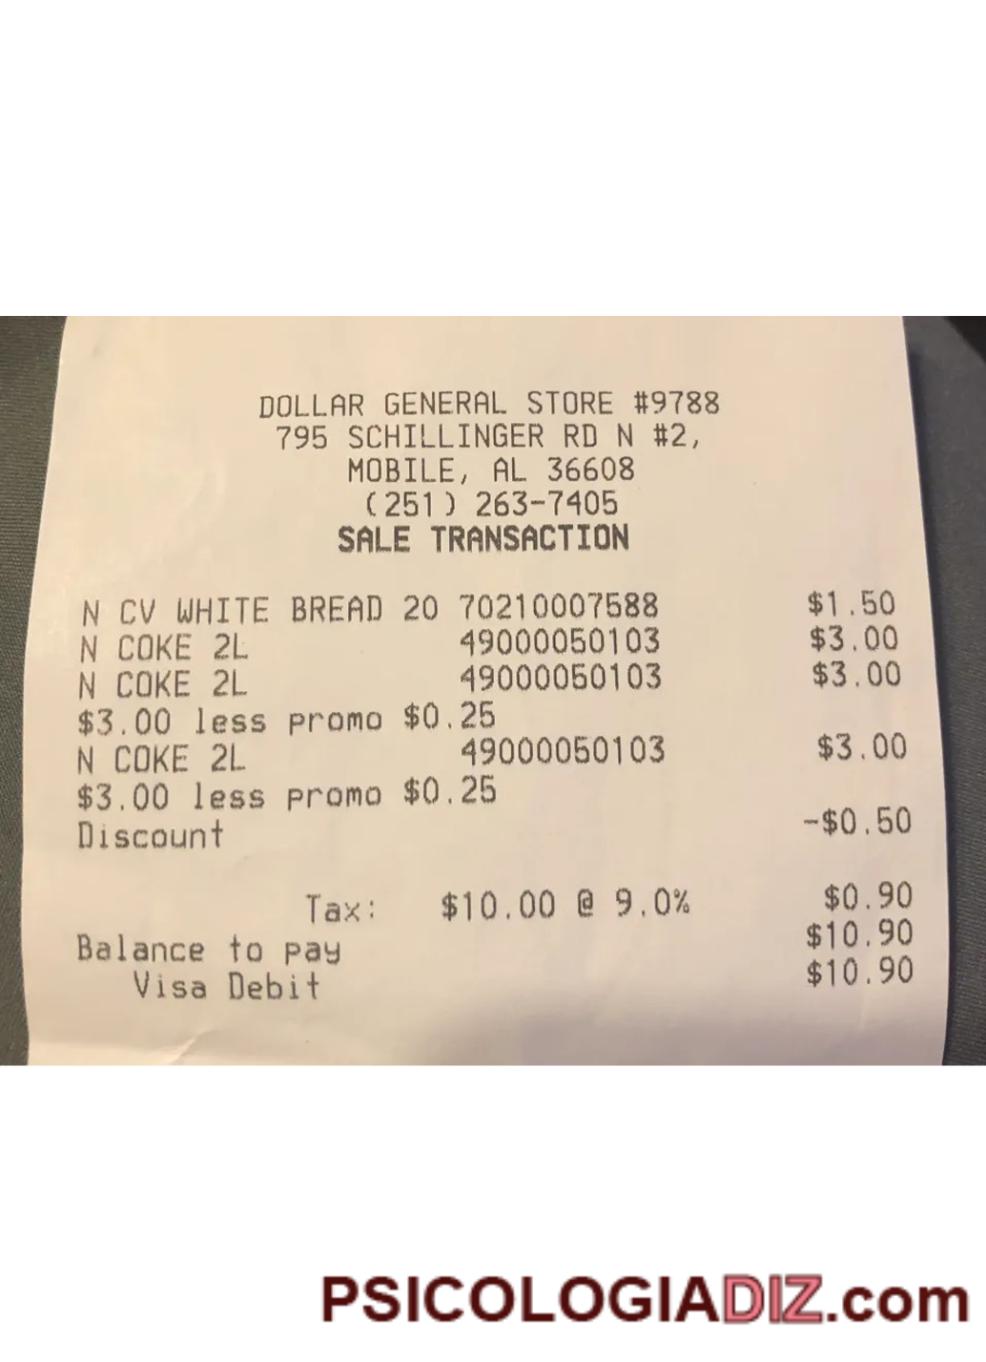 DOLLAR GENERAL STORE #9788
795 SCHILLINGER RD N #2,
MOBILE, AL 36608
(251) 263-7405
SALE TRANSACTION
N CV WHITE BREAD 20 70210007588 $1.50
N COKE 2L 49000050103 $3.00
N COKE 2L 49000050103 $3.00
$3.00 less promo $0.25
N COKE 2L 49000050103 $3.00
$3.00 less promo $0.25
Discount -$0.50
Tax: $10.00 @ 9.0% $0.90
Balance to pay $10.90
Visa Debit $10.90
PSICOLOGIADIZ.com